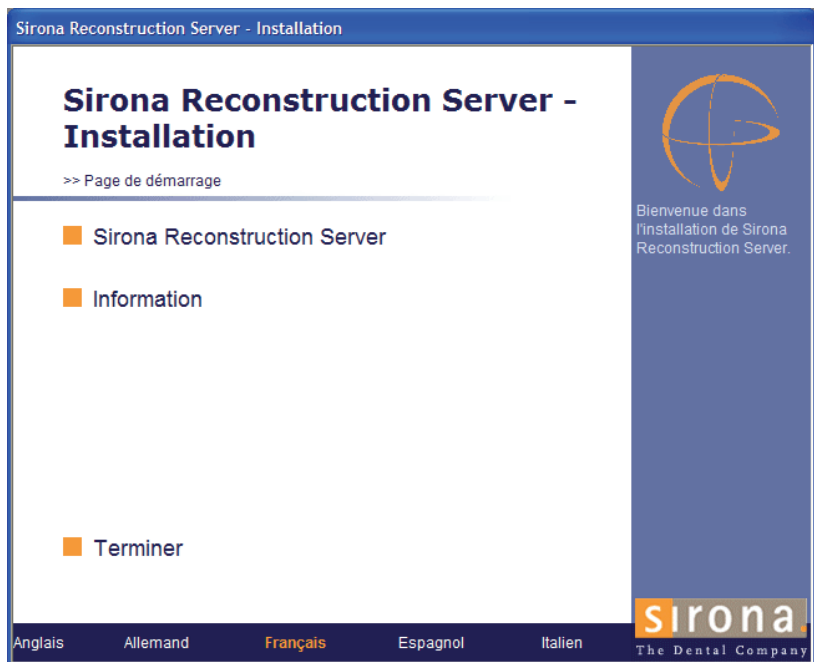 Sirona Reconstruction Server - Installation
Sirona Reconstruction Server -
Installation
>> Page de démarrage
Sirona Reconstruction Server
Information
Terminer
Bienvenue dans
l'installation de Sirona
Reconstruction Server.
Anglais Allemand Français Espagnol Italien
sirona.
The Dental Company